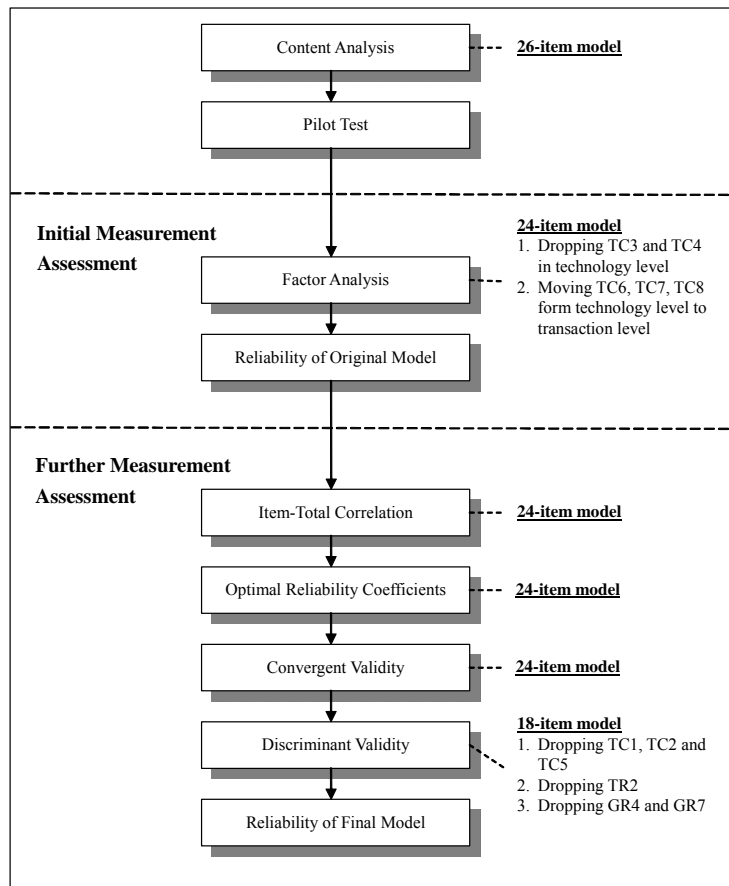 Content Analysis
26-item model
Pilot Test
Initial Measurement
Assessment
24-item model
1. Dropping TC3 and TC4
in technology level
2. Moving TC6, TC7, TC8
form technology level to
transaction level
Factor Analysis
Reliability of Original Model
Further Measurement
Assessment
Item-Total Correlation
24-item model
Optimal Reliability Coefficients
24-item model
Convergent Validity
24-item model
Discriminant Validity
18-item model
1. Dropping TC1, TC2 and
TC5
2. Dropping TR2
3. Dropping GR4 and GR7
Reliability of Final Model